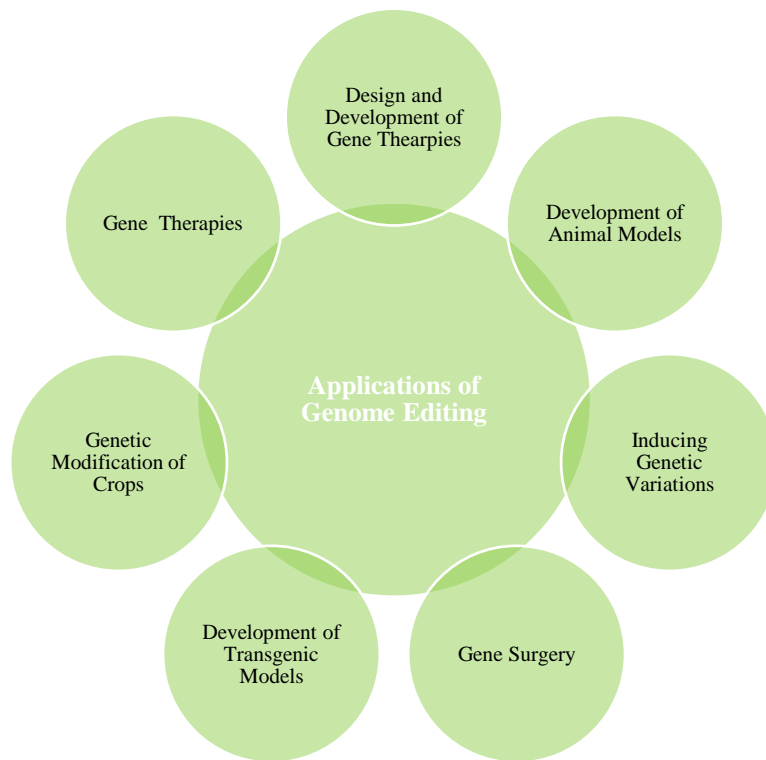 Design and
Development of
Gene Thearpies
Development of
Animal Models
Inducing
Genetic
Variations
Gene Surgery
Development of
Transgenic
Models
Genetic
Modification of
Crops
Gene Therapies
Applications of
Genome Editing